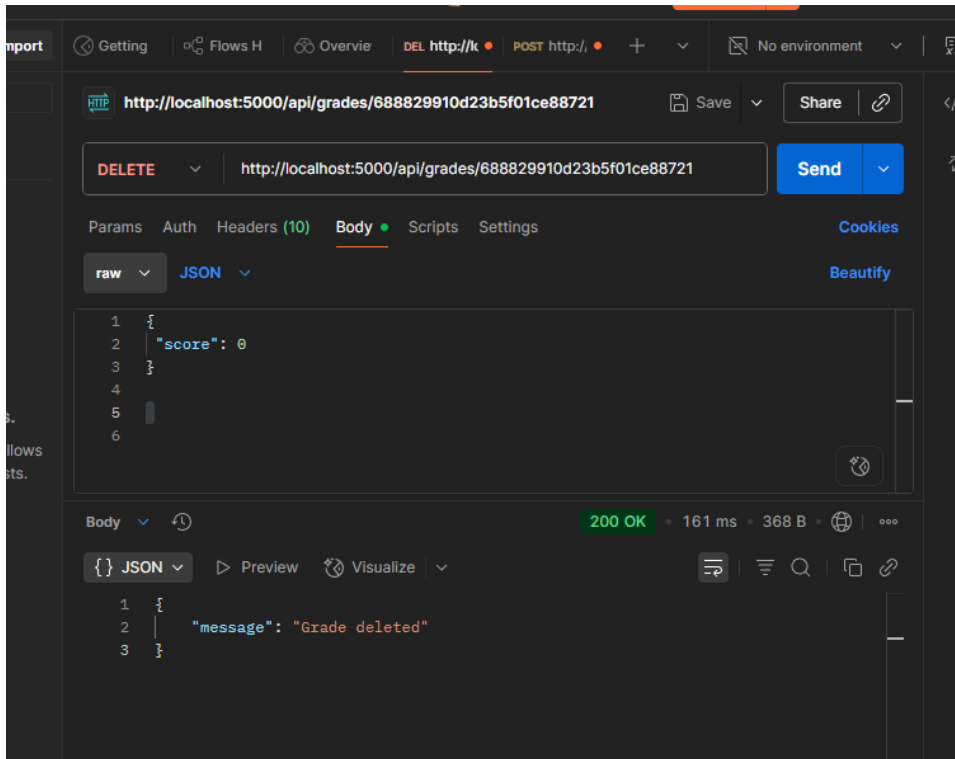 mport
Getting
Flows H
Overvie
DEL http://k
POST http:/,
No environment
HTTP http://localhost:5000/api/grades/688829910d23b5f01ce88721
Save
Share
DELETE
http://localhost:5000/api/grades/688829910d23b5f01ce88721
Send
Params Auth Headers (10) Body Scripts Settings
Cookies
raw
JSON
Beautify
1 {
2 "score": 0
3 }
4
5
6
s.
llows
sts.
Body
200 OK 161 ms 368 B
{} JSON
Preview
Visualize
1 {
2 "message": "Grade deleted"
3 }